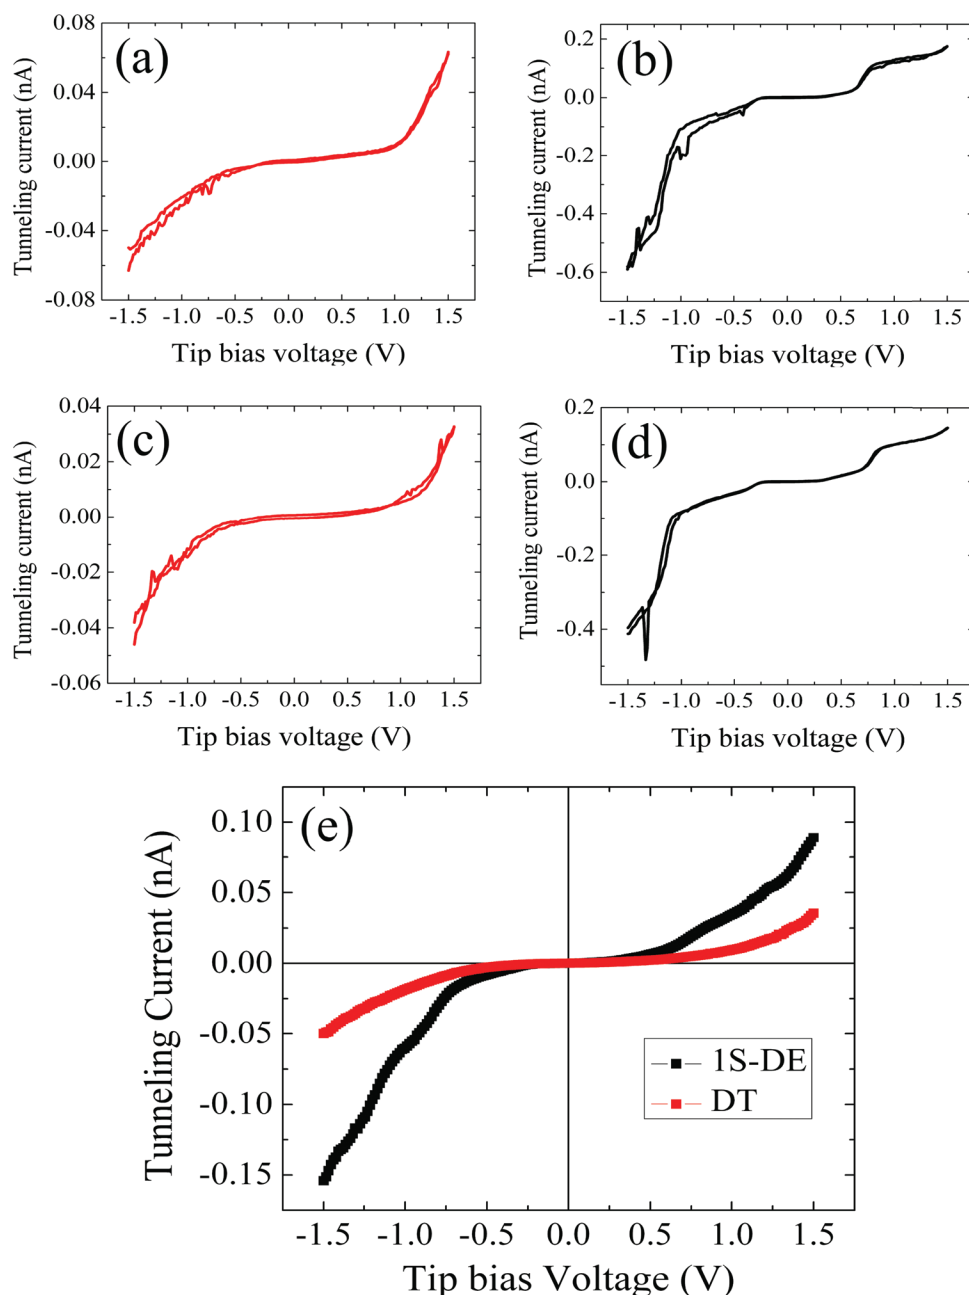 (a)
Tunneling current (nA)
0.08
0.04
0.00
-0.04
-0.08
-1.5 -1.0 -0.5 0.0 0.5 1.0 1.5
Tip bias voltage (V)
(b)
Tunneling current (nA)
0.2
0.0
-0.2
-0.4
-0.6
-1.5 -1.0 -0.5 0.0 0.5 1.0 1.5
Tip bias voltage (V)
(c)
Tunneling current (nA)
0.04
0.02
0.00
-0.02
-0.04
-0.06
-1.5 -1.0 -0.5 0.0 0.5 1.0 1.5
Tip bias voltage (V)
(d)
Tunneling current (nA)
0.2
0.0
-0.2
-0.4
-1.5 -1.0 -0.5 0.0 0.5 1.0 1.5
Tip bias voltage (V)
(e)
Tunneling Current (nA)
0.10
0.05
0.00
-0.05
-0.10
-0.15
1S-DE
DT
-1.5 -1.0 -0.5 0.0 0.5 1.0 1.5
Tip bias Voltage (V)